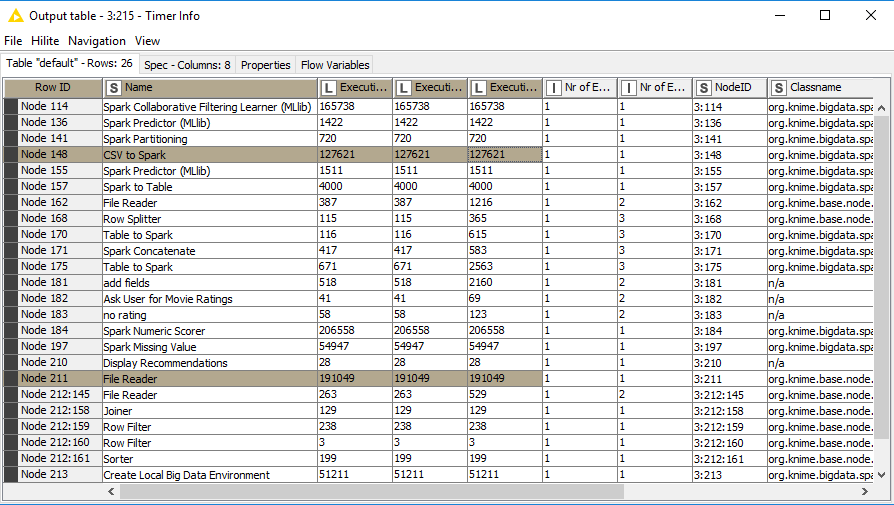 Output table - 3:215 - Timer Info
File Hilite Navigation View
Table "default" - Rows: 26 Spec - Columns: 8 Properties Flow Variables
Row ID S Name L Executi... L Executi... L Executi... I Nr of E... I Nr of E... S NodeID S Classname
Node 114 Spark Collaborative Filtering Learner (MLlib) 165738 165738 165738 1 1 3:114 org.knime.bigdata.spa
Node 136 Spark Predictor (MLlib) 1422 1422 1422 1 1 3:136 org.knime.bigdata.spa
Node 141 Spark Partitioning 720 720 720 1 1 3:141 org.knime.bigdata.spa
Node 148 CSV to Spark 127621 127621 127621 1 1 3:148 org.knime.bigdata.spa
Node 155 Spark Predictor (MLlib) 1511 1511 1511 1 1 3:155 org.knime.bigdata.spa
Node 157 Spark to Table 4000 4000 4000 1 1 3:157 org.knime.bigdata.spa
Node 162 File Reader 387 387 1216 1 2 3:162 org.knime.base.node.
Node 168 Row Splitter 115 115 365 1 3 3:168 org.knime.base.node.
Node 170 Table to Spark 116 116 615 1 3 3:170 org.knime.bigdata.spa
Node 171 Spark Concatenate 417 417 583 1 3 3:171 org.knime.bigdata.spa
Node 175 Table to Spark 671 671 2563 1 3 3:175 org.knime.bigdata.spa
Node 181 add fields 518 518 2160 1 2 3:181 n/a
Node 182 Ask User for Movie Ratings 41 41 69 1 2 3:182 n/a
Node 183 no rating 58 58 123 1 2 3:183 n/a
Node 184 Spark Numeric Scorer 206558 206558 206558 1 1 3:184 org.knime.bigdata.spa
Node 197 Spark Missing Value 54947 54947 54947 1 1 3:197 org.knime.bigdata.spa
Node 210 Display Recommendations 28 28 28 1 1 3:210 n/a
Node 211 File Reader 191049 191049 191049 1 1 3:211 org.knime.base.node.
Node 212:145 File Reader 263 263 529 1 2 3:212:145 org.knime.base.node.
Node 212:158 Joiner 129 129 129 1 1 3:212:158 org.knime.base.node.
Node 212:159 Row Filter 238 238 238 1 1 3:212:159 org.knime.base.node.
Node 212:160 Row Filter 3 3 3 1 1 3:212:160 org.knime.base.node.
Node 212:161 Sorter 199 199 199 1 1 3:212:161 org.knime.base.node.
Node 213 Create Local Big Data Environment 51211 51211 51211 1 1 3:213 org.knime.bigdata.spa